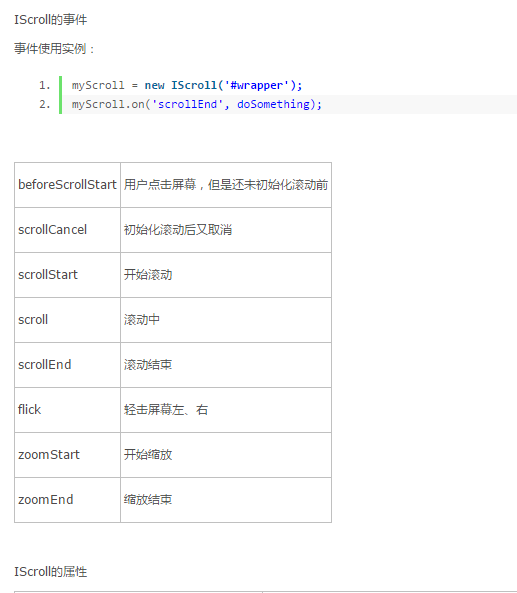 IScroll的事件
事件使用实例：
1. myScroll = new IScroll('#wrapper');
2. myScroll.on('scrollEnd', doSomething);
beforeScrollStart 用户点击屏幕，但是还未初始化滚动前
scrollCancel 初始化滚动后又取消
scrollStart 开始滚动
scroll 滚动中
scrollEnd 滚动结束
flick 轻击屏幕左、右
zoomStart 开始缩放
zoomEnd 缩放结束
IScroll的属性